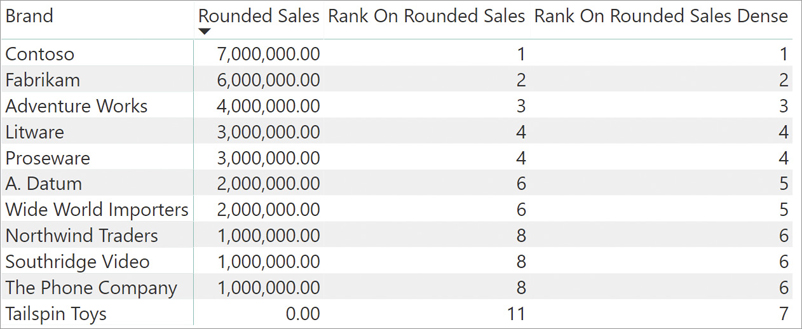 Brand Rounded Sales Rank On Rounded Sales Rank On Rounded Sales Dense
Contoso 7,000,000.00 1 1
Fabrikam 6,000,000.00 2 2
Adventure Works 4,000,000.00 3 3
Litware 3,000,000.00 4 4
Proseware 3,000,000.00 4 4
A. Datum 2,000,000.00 6 5
Wide World Importers 2,000,000.00 6 5
Northwind Traders 1,000,000.00 8 6
Southridge Video 1,000,000.00 8 6
The Phone Company 1,000,000.00 8 6
Tailspin Toys 0.00 11 7